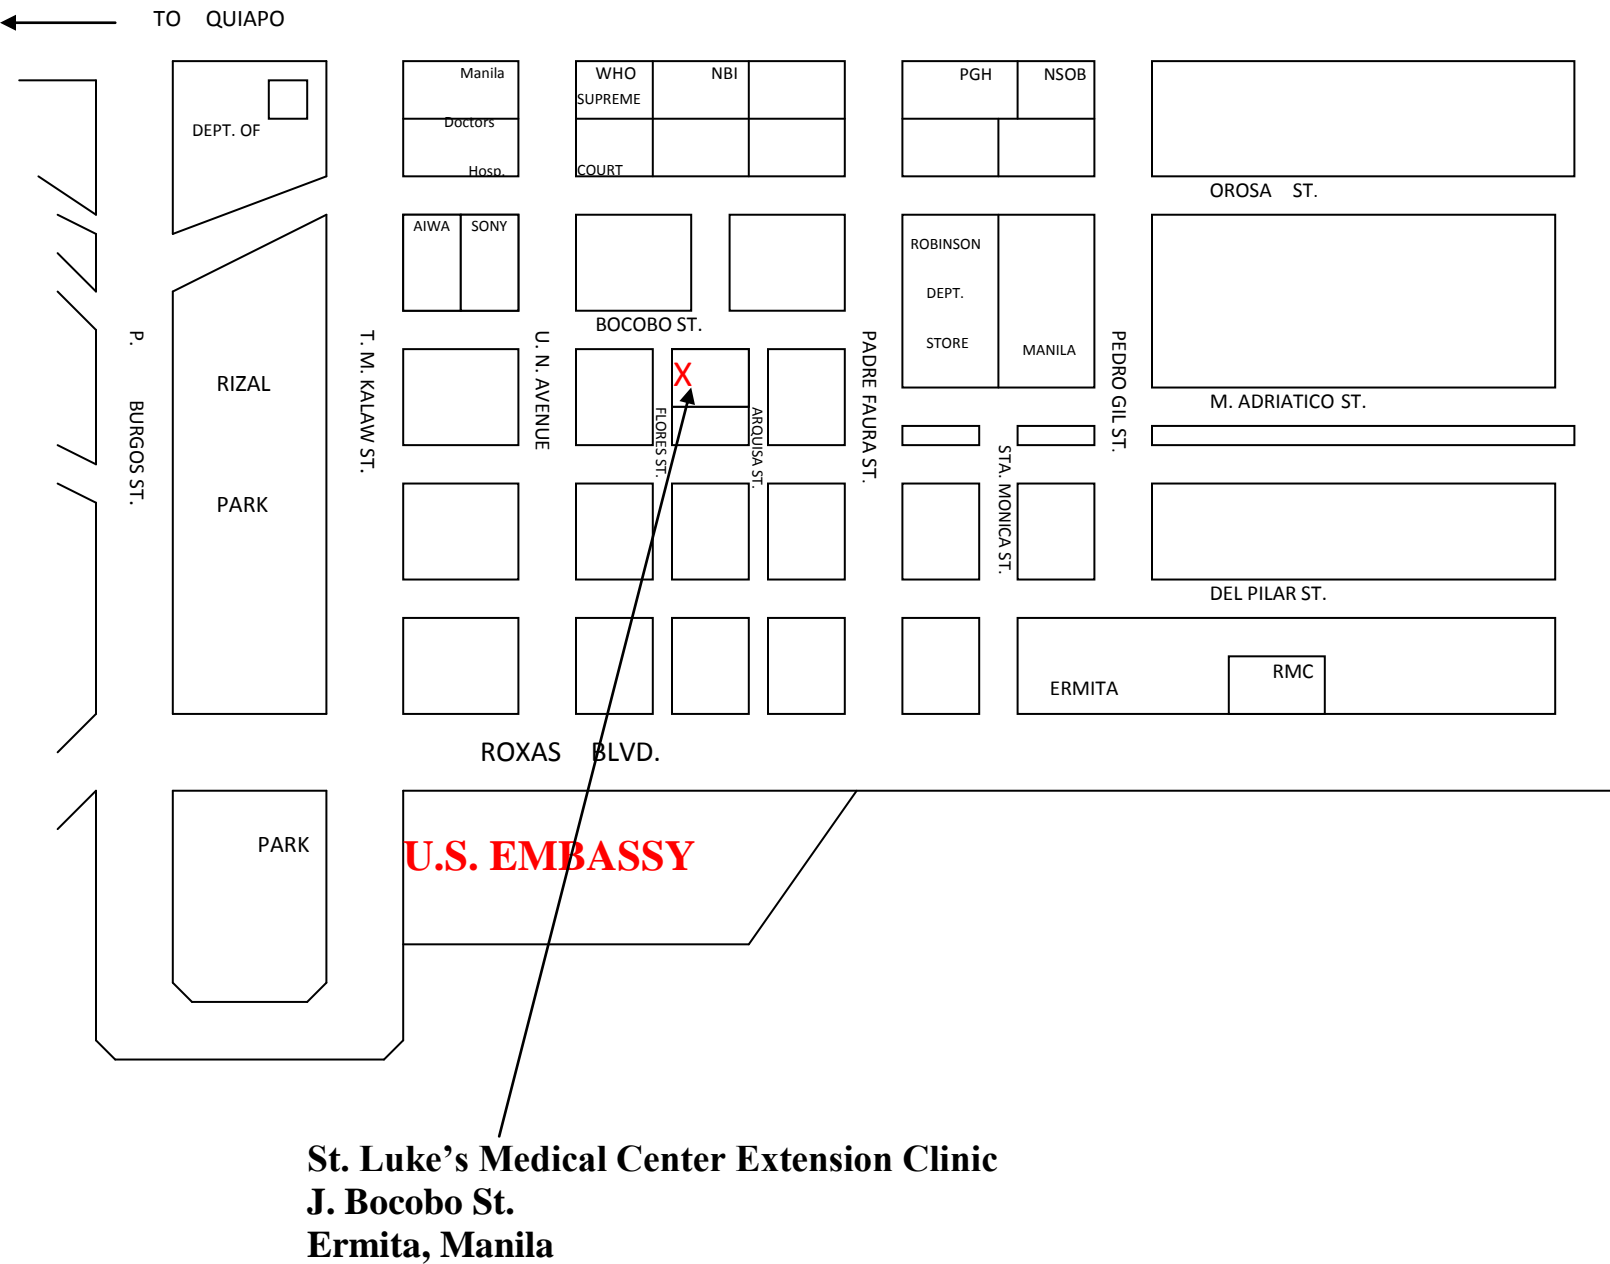 TO QUIAPO
Manila
Doctors
Hosp.
WHO
SUPREME
COURT
NBI
PGH
NSOB
DEPT. OF
OROSA ST.
AIWA
SONY
ROBINSON
DEPT.
STORE
MANILA
BOCOBO ST.
P. BURGOS ST.
RIZAL
PARK
T. M. KALAW ST.
U. N. AVENUE
X
FLORES ST.
ARQUISA ST.
PADRE FAURA ST.
STA. MONICA ST.
PEDRO GIL ST.
M. ADRIATICO ST.
DEL PILAR ST.
ERMITA
RMC
ROXAS BLVD.
PARK
U.S. EMBASSY
St. Luke’s Medical Center Extension Clinic
J. Bocobo St.
Ermita, Manila